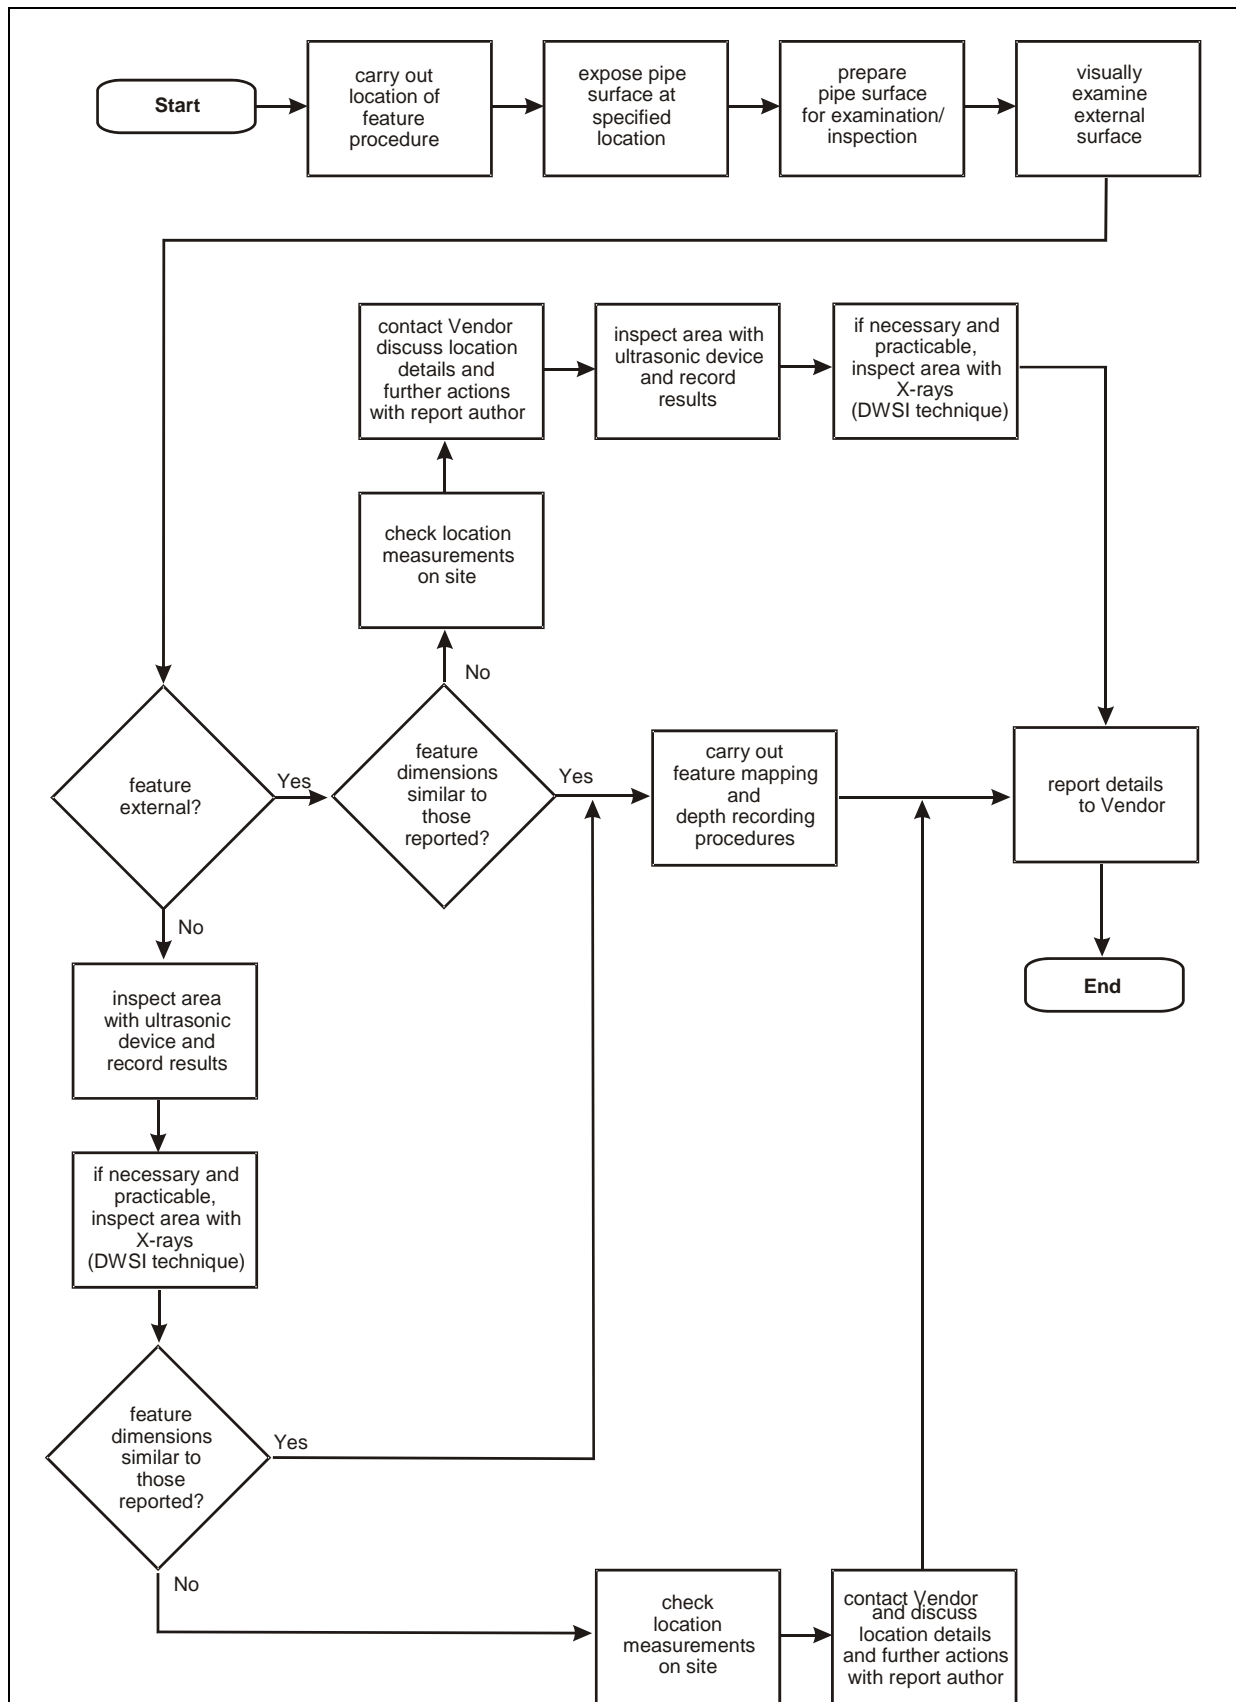 Start
carry out
location of
feature
procedure
expose pipe
surface at
specified
location
prepare
pipe surface
for examination/
inspection
visually
examine
external
surface
contact Vendor
discuss location
details and
further actions
with report author
inspect area with
ultrasonic device
and record
results
if necessary and
practicable,
inspect area with
X-rays
(DWSI technique)
check location
measurements
on site
No
feature
external?
Yes
feature
dimensions
similar to
those
reported?
Yes
carry out
feature mapping
and
depth recording
procedures
report details
to Vendor
No
End
inspect area
with ultrasonic
device and
record results
if necessary and
practicable,
inspect area with
X-rays
(DWSI technique)
feature
dimensions
similar to
those
reported?
Yes
No
check
location
measurements
on site
contact Vendor
and discuss
location details
and further actions
with report author